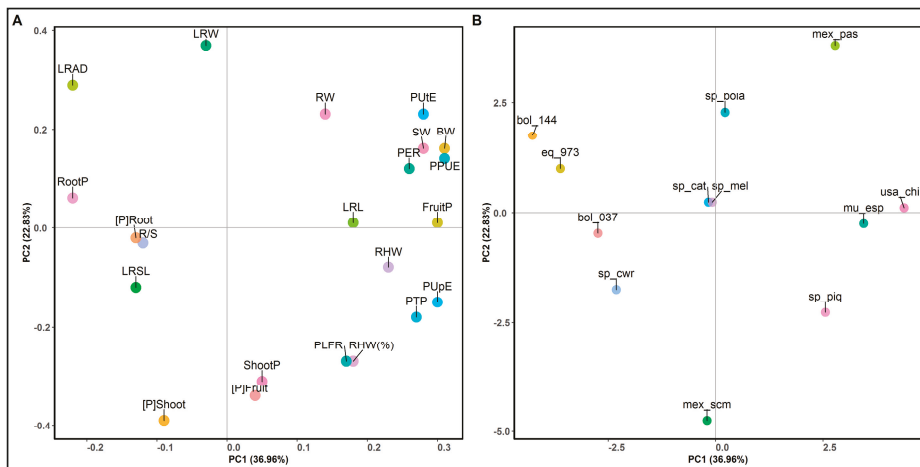 A
0.4
0.2
0.0
-0.2
-0.4
-0.2
-0.1
0.0
0.1
0.2
0.3
PC2 (22.83%)
PC1 (36.96%)
LRW
LRAD
RW
PUtE
SW
BW
PER
PPUE
RootP
LRL
FruitP
[P]Root
R/S
RHW
LRSL
PUpE
PTP
PLFR
RHW(%)
ShootP
[P]Fruit
[P]Shoot
B
2.5
0.0
-2.5
-5.0
-2.5
0.0
2.5
PC2 (22.83%)
PC1 (36.96%)
mex_pas
sp_pola
bol_144
eq_973
sp_cat
sp_mel
usa_chi
mu_esp
bol_037
sp_cwr
sp_piq
mex_scm